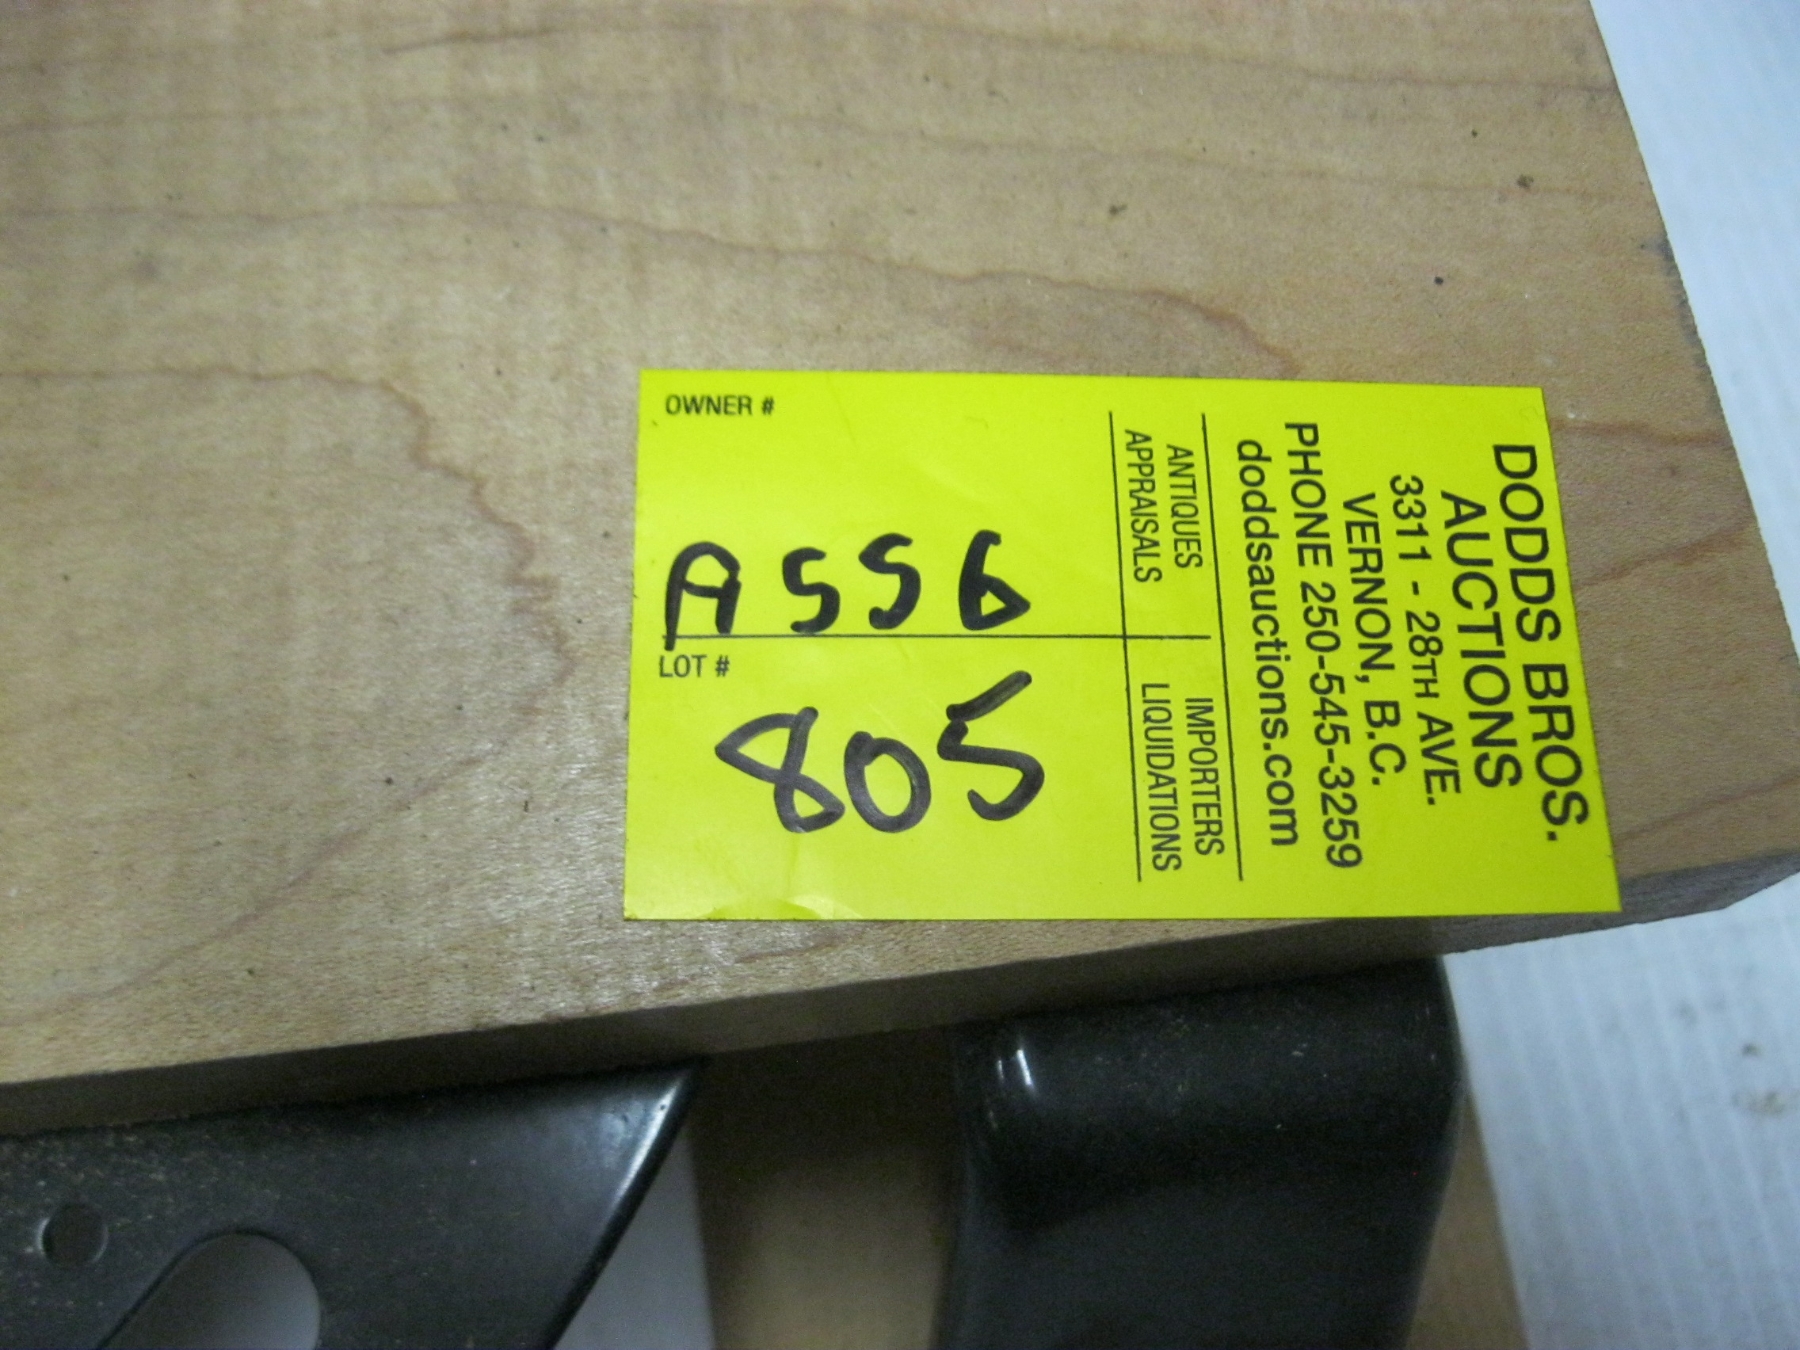 OWNER #
A556
LOT #
805
DODDS BROS.
AUCTIONS
3311 - 28TH AVE.
VERNON, B.C.
PHONE 250-545-3259
doddsauctions.com
ANTIQUES IMPORTERS
APPRAISALS LIQUIDATIONS